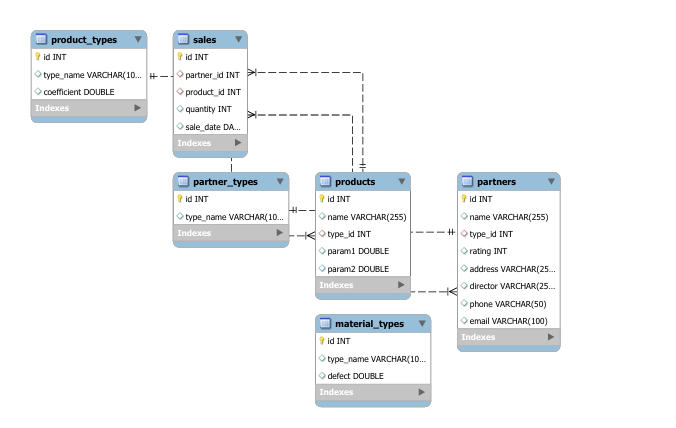 product_types
id INT
type_name VARCHAR(10...
coefficient DOUBLE
Indexes
sales
id INT
partner_id INT
product_id INT
quantity INT
sale_date DA...
Indexes
partner_types
id INT
type_name VARCHAR(10...
Indexes
products
id INT
name VARCHAR(255)
type_id INT
param1 DOUBLE
param2 DOUBLE
Indexes
partners
id INT
name VARCHAR(255)
type_id INT
rating INT
address VARCHAR(25...
director VARCHAR(25...
phone VARCHAR(50)
email VARCHAR(100)
Indexes
material_types
id INT
type_name VARCHAR(10...
defect DOUBLE
Indexes